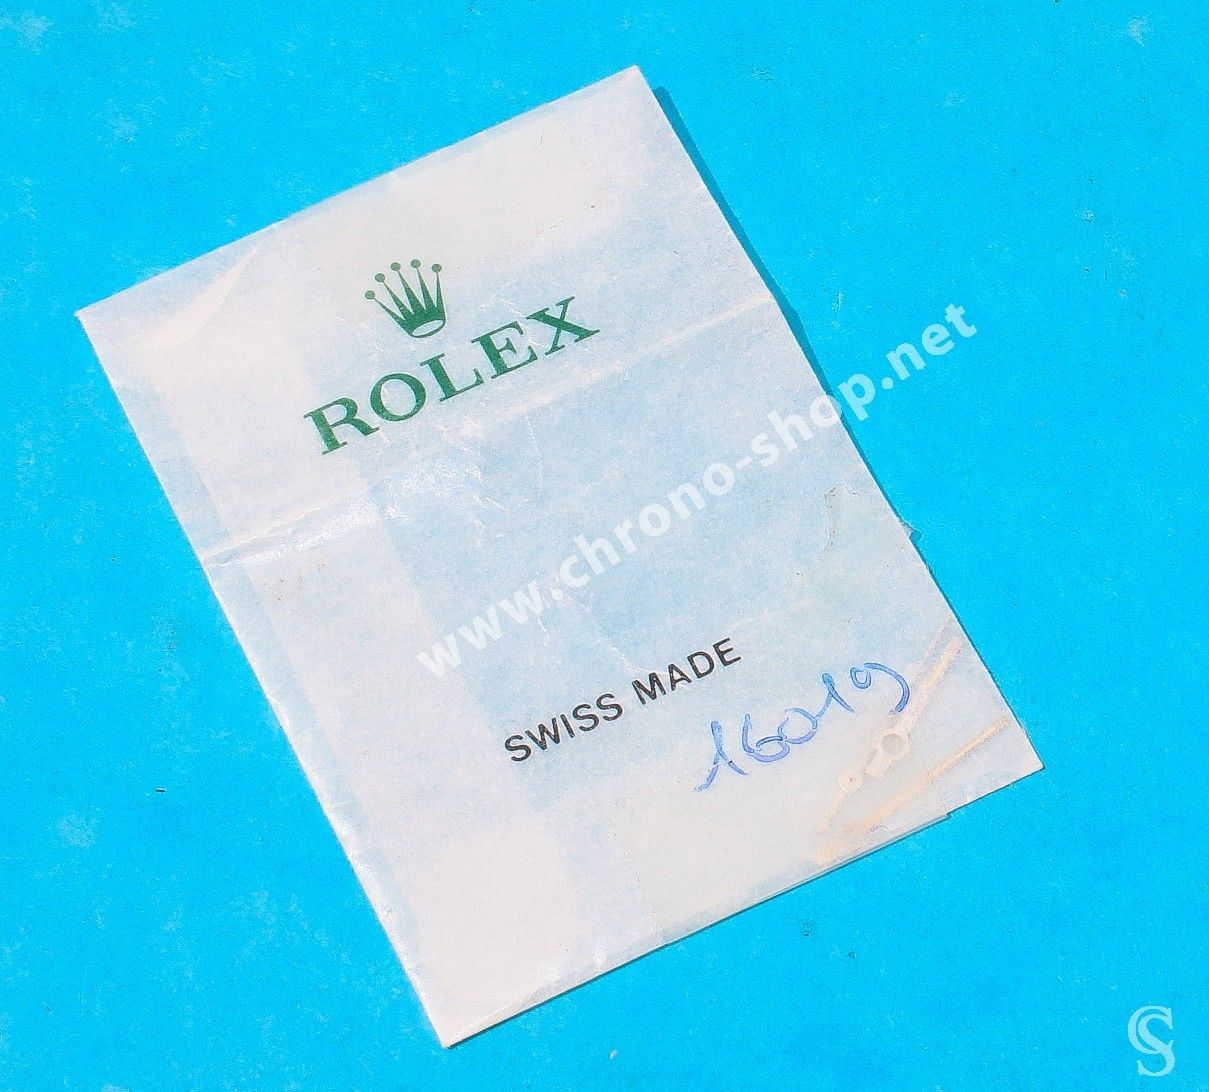 ROLEX
www.chrono-shop.net
SWISS MADE
16019